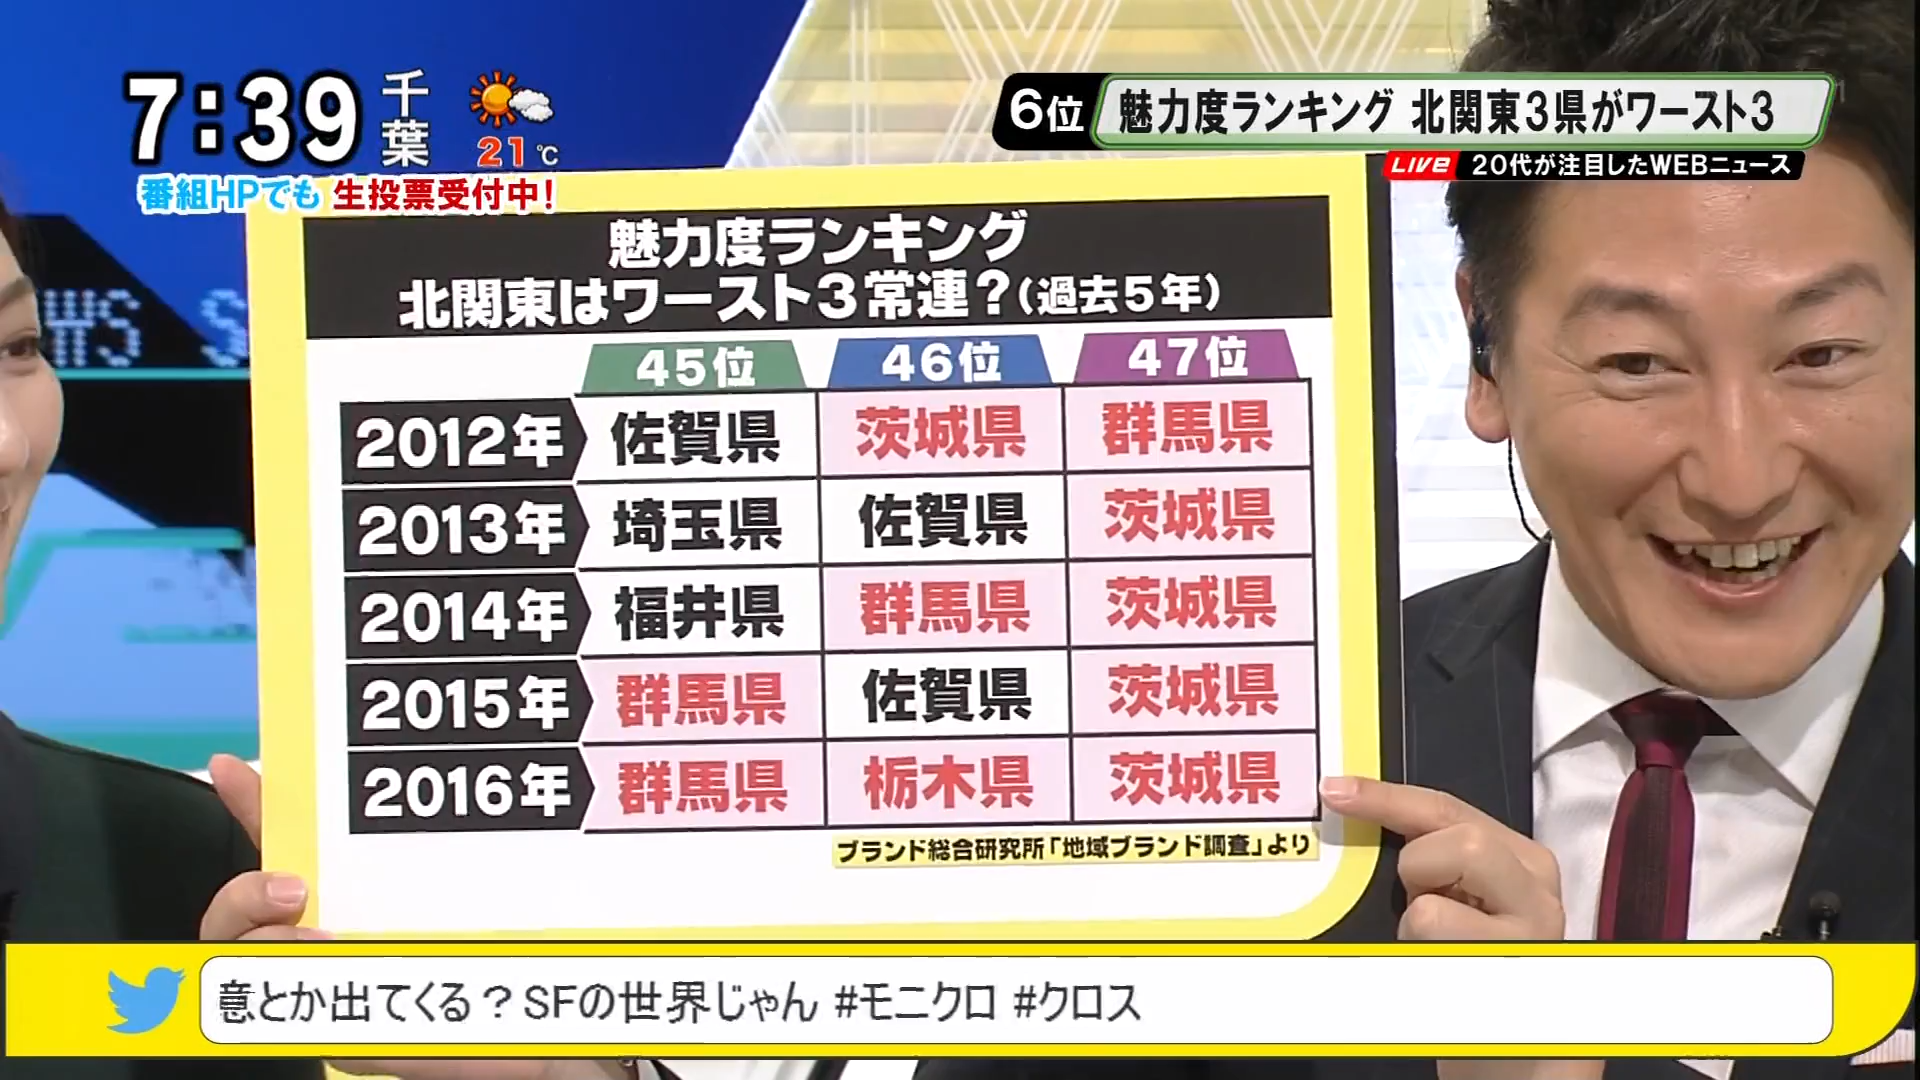 7:39
千葉
21℃
番組HPでも 生投票受付中!
6位 魅力度ランキング 北関東3県がワースト3
LIVE 20代が注目したWEBニュース
魅力度ランキング
北関東はワースト3常連?(過去5年)
45位 46位 47位
2012年 佐賀県 茨城県 群馬県
2013年 埼玉県 佐賀県 茨城県
2014年 福井県 群馬県 茨城県
2015年 群馬県 佐賀県 茨城県
2016年 群馬県 栃木県 茨城県
ブランド総合研究所「地域ブランド調査」より
意とか出てくる?SFの世界じゃん #モニクロ #クロス